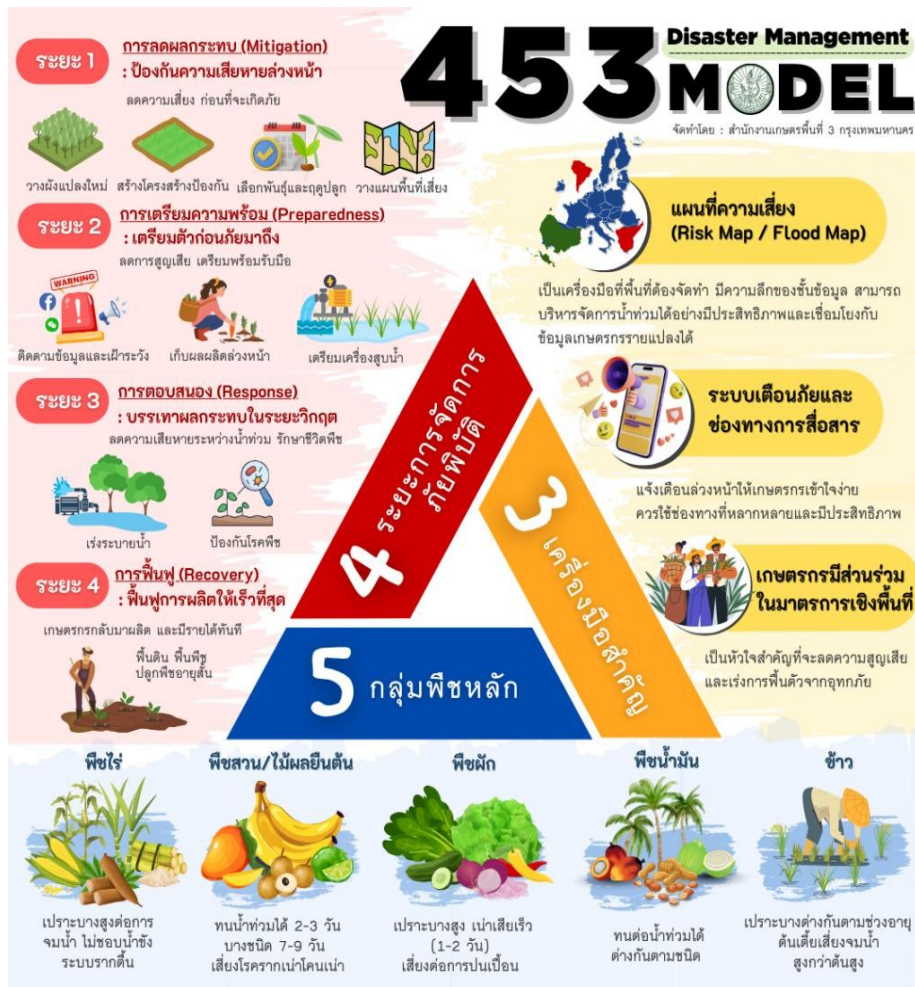 453
Disaster Management
MODEL
จัดทำโดย : สำนักงานเกษตรพื้นที่ 3 กรุงเทพมหานคร
ระยะ 1
การลดผลกระทบ (Mitigation)
: ป้องกันความเสียหายล่วงหน้า
ลดความเสี่ยง ก่อนที่จะเกิดภัย
วางผังแปลงใหม่
สร้างโครงสร้างป้องกัน
เลือกพันธุ์และฤดูปลูก
วางแผนพื้นที่เสี่ยง
ระยะ 2
การเตรียมความพร้อม (Preparedness)
: เตรียมตัวก่อนภัยมาถึง
ลดการสูญเสีย เตรียมพร้อมรับมือ
WARNING
ติดตามข้อมูลและเฝ้าระวัง
เก็บผลผลิตล่วงหน้า
เตรียมเครื่องสูบน้ำ
ระยะ 3
การตอบสนอง (Response)
: บรรเทาผลกระทบในระยะวิกฤต
ลดความเสียหายระหว่างน้ำท่วม รักษาชีวิตพืช
เร่งระบายน้ำ
ป้องกันโรคพืช
ระยะ 4
การฟื้นฟู (Recovery)
: ฟื้นฟูการผลิตให้เร็วที่สุด
เกษตรกรกลับมาผลิต และมีรายได้ทันที
ฟื้นดิน ฟื้นพืช
ปลูกพืชอายุสั้น
4 ระยะการจัดการ
ภัยพิบัติ
3 เครื่องมือสำคัญ
5 กลุ่มพืชหลัก
แผนที่ความเสี่ยง
(Risk Map / Flood Map)
เป็นเครื่องมือที่พื้นที่ต้องจัดทำ มีความลึกของชั้นข้อมูล สามารถ
บริหารจัดการน้ำท่วมได้อย่างมีประสิทธิภาพและเชื่อมโยงกับ
ข้อมูลเกษตรกรรายแปลงได้
ระบบเตือนภัยและ
ช่องทางการสื่อสาร
แจ้งเตือนล่วงหน้าให้เกษตรกรเข้าใจง่าย
ควรใช้ช่องทางที่หลากหลายและมีประสิทธิภาพ
เกษตรกรมีส่วนร่วม
ในมาตรการเชิงพื้นที่
เป็นหัวใจสำคัญที่จะลดความสูญเสีย
และเร่งการฟื้นตัวจากอุทกภัย
พืชไร่
เปราะบางสูงต่อการ
จมน้ำ ไม่ชอบน้ำขัง
ระบบรากตื้น
พืชสวน/ไม้ผลยืนต้น
ทนน้ำท่วมได้ 2-3 วัน
บางชนิด 7-9 วัน
เสี่ยงโรครากเน่าโคนเน่า
พืชผัก
เปราะบางสูง เน่าเสียเร็ว
(1-2 วัน)
เสี่ยงต่อการปนเปื้อน
พืชน้ำมัน
ทนต่อน้ำท่วมได้
ต่างกันตามชนิด
ข้าว
เปราะบางต่างกันตามช่วงอายุ
ต้นเตี้ยเสี่ยงจมน้ำ
สูงกว่าต้นสูง